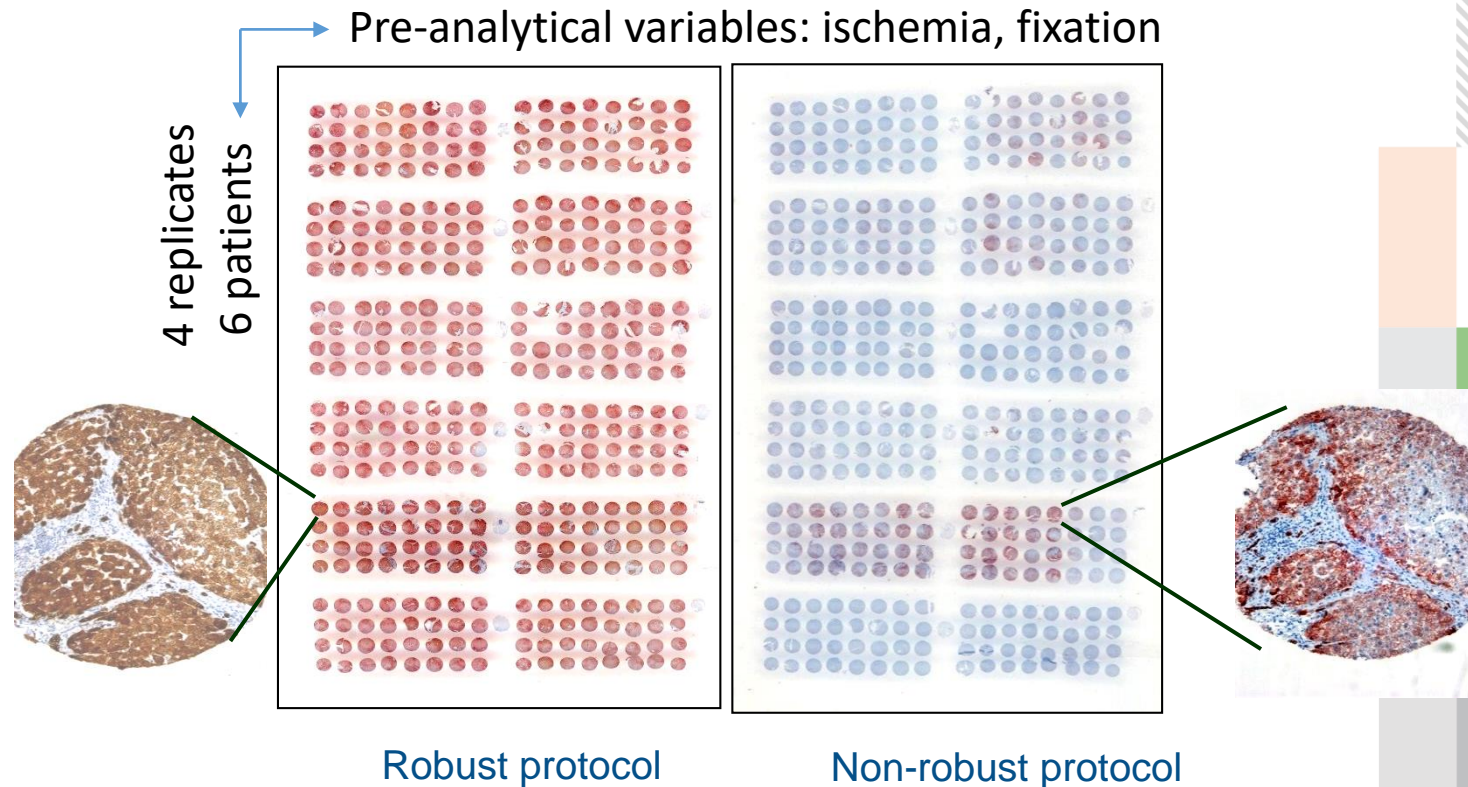 Pre-analytical variables: ischemia, fixation
4 replicates
6 patients
Robust protocol
Non-robust protocol